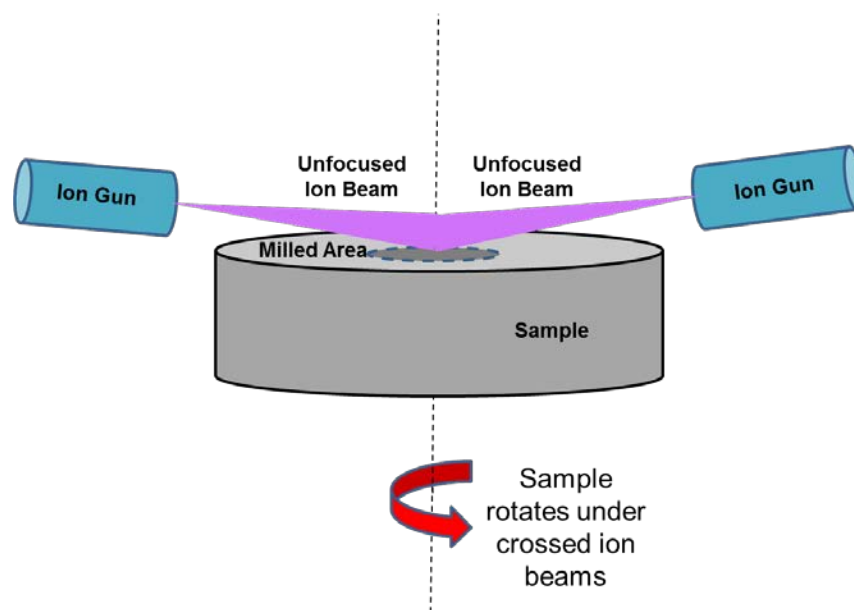 Unfocused
Ion Beam
Unfocused
Ion Beam
Ion Gun
Ion Gun
Milled Area
Sample
Sample
rotates under
crossed ion
beams